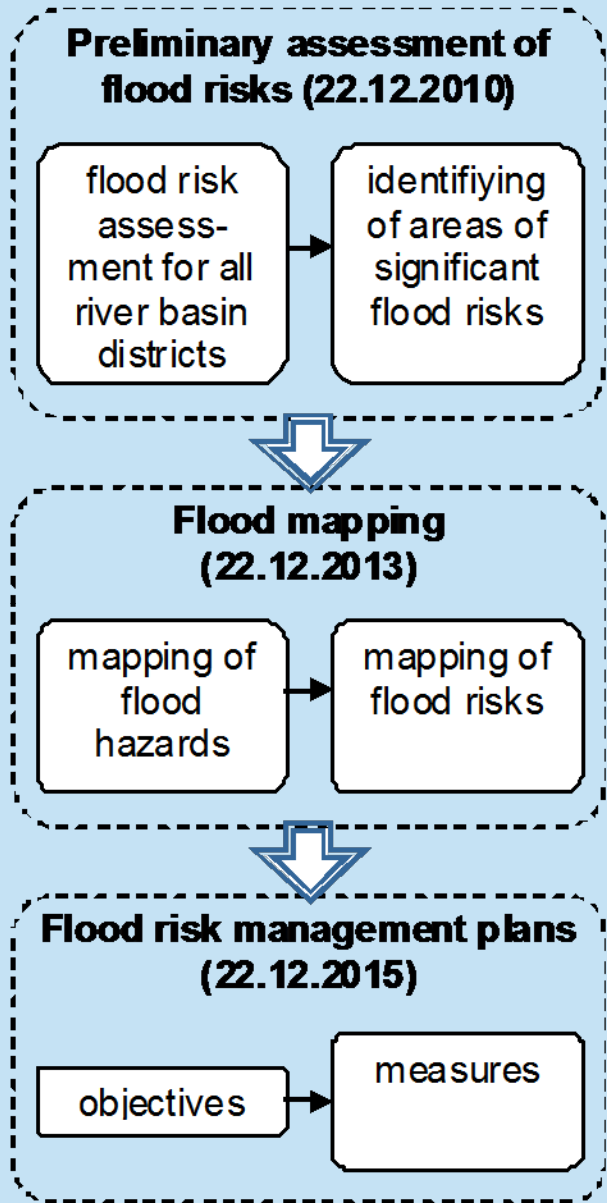 Preliminary assessment of
flood risks (22.12.2010)
flood risk
assess-
ment for all
river basin
districts
identifiying
of areas of
significant
flood risks
Flood mapping
(22.12.2013)
mapping of
flood
hazards
mapping of
flood risks
Flood risk management plans
(22.12.2015)
objectives
measures